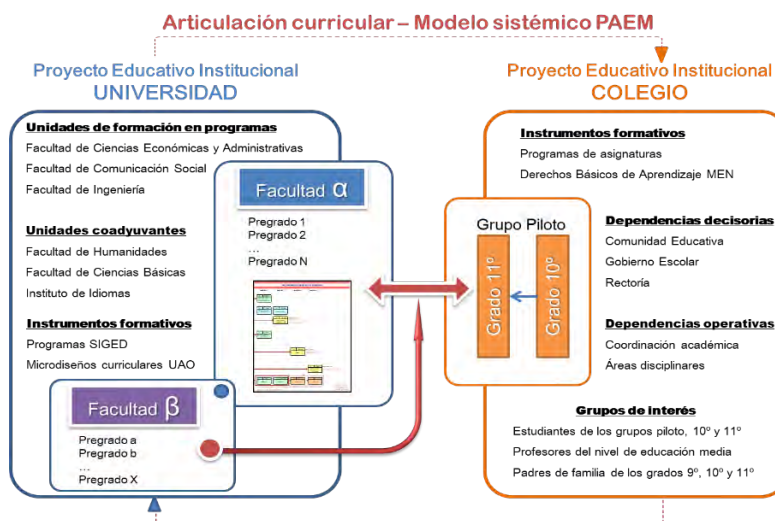 Articulación curricular – Modelo sistémico PAEM
Proyecto Educativo Institucional
UNIVERSIDAD
Unidades de formación en programas
Facultad de Ciencias Económicas y Administrativas
Facultad de Comunicación Social
Facultad de Ingeniería
Unidades coadyuvantes
Facultad de Humanidades
Facultad de Ciencias Básicas
Instituto de Idiomas
Instrumentos formativos
Programas SIGED
Microdiseños curriculares UAO
Facultad α
Pregrado 1
Pregrado 2
...
Pregrado N
Facultad β
Pregrado a
Pregrado b
...
Pregrado X
Proyecto Educativo Institucional
COLEGIO
Instrumentos formativos
Programas de asignaturas
Derechos Básicos de Aprendizaje MEN
Grupo Piloto
Grado 11º
Grado 10º
Dependencias decisorias
Comunidad Educativa
Gobierno Escolar
Rectoría
Dependencias operativas
Coordinación académica
Áreas disciplinares
Grupos de interés
Estudiantes de los grupos piloto, 10º y 11º
Profesores del nivel de educación media
Padres de familia de los grados 9º, 10º y 11º